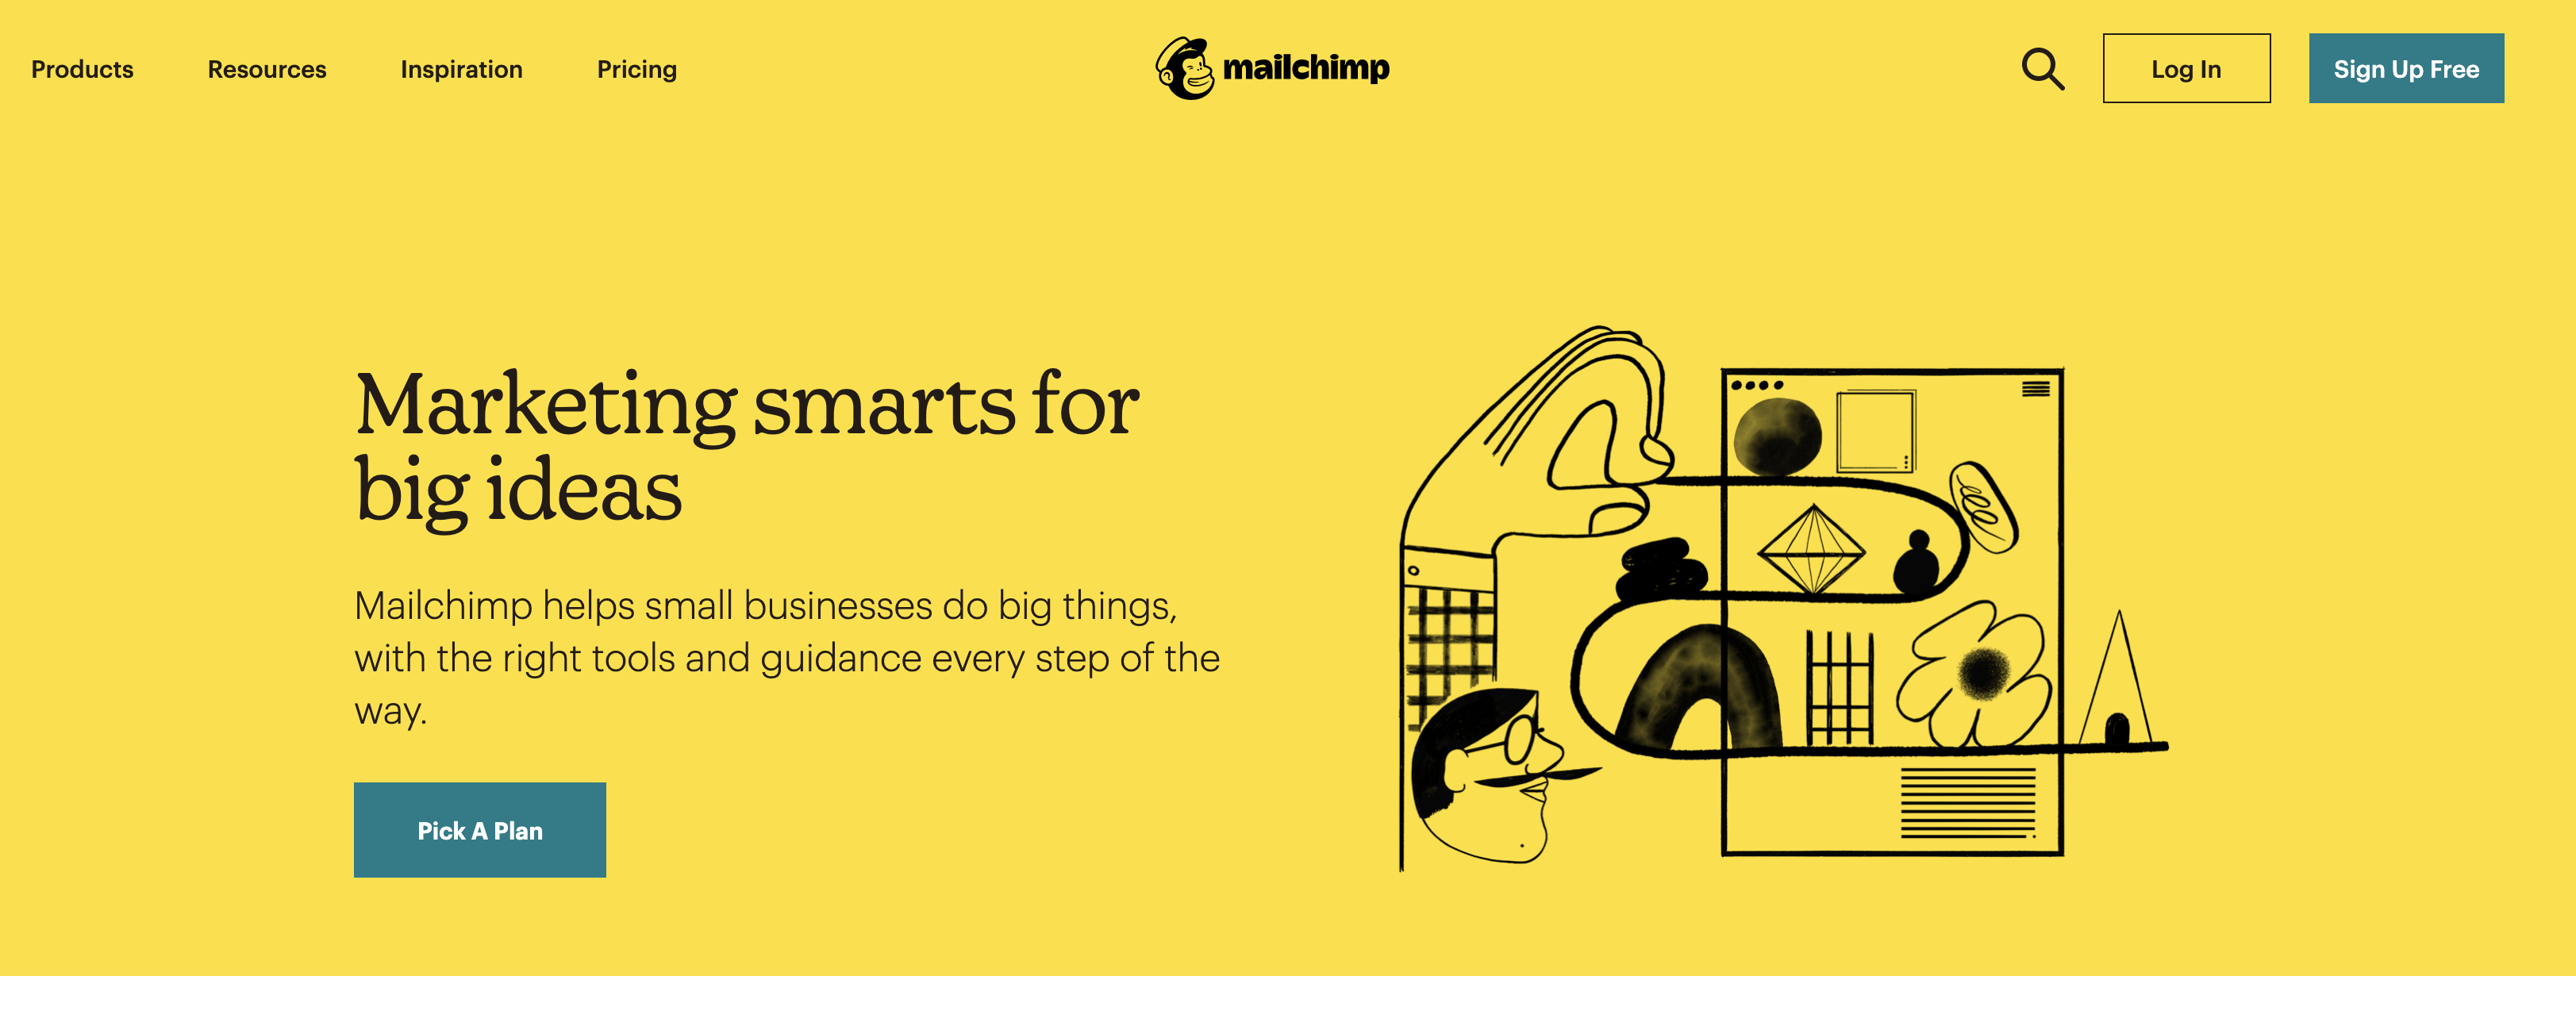 Products Resources Inspiration Pricing mailchimp Log In Sign Up Free
Marketing smarts for
big ideas
Mailchimp helps small businesses do big things,
with the right tools and guidance every step of the
way.
Pick A Plan